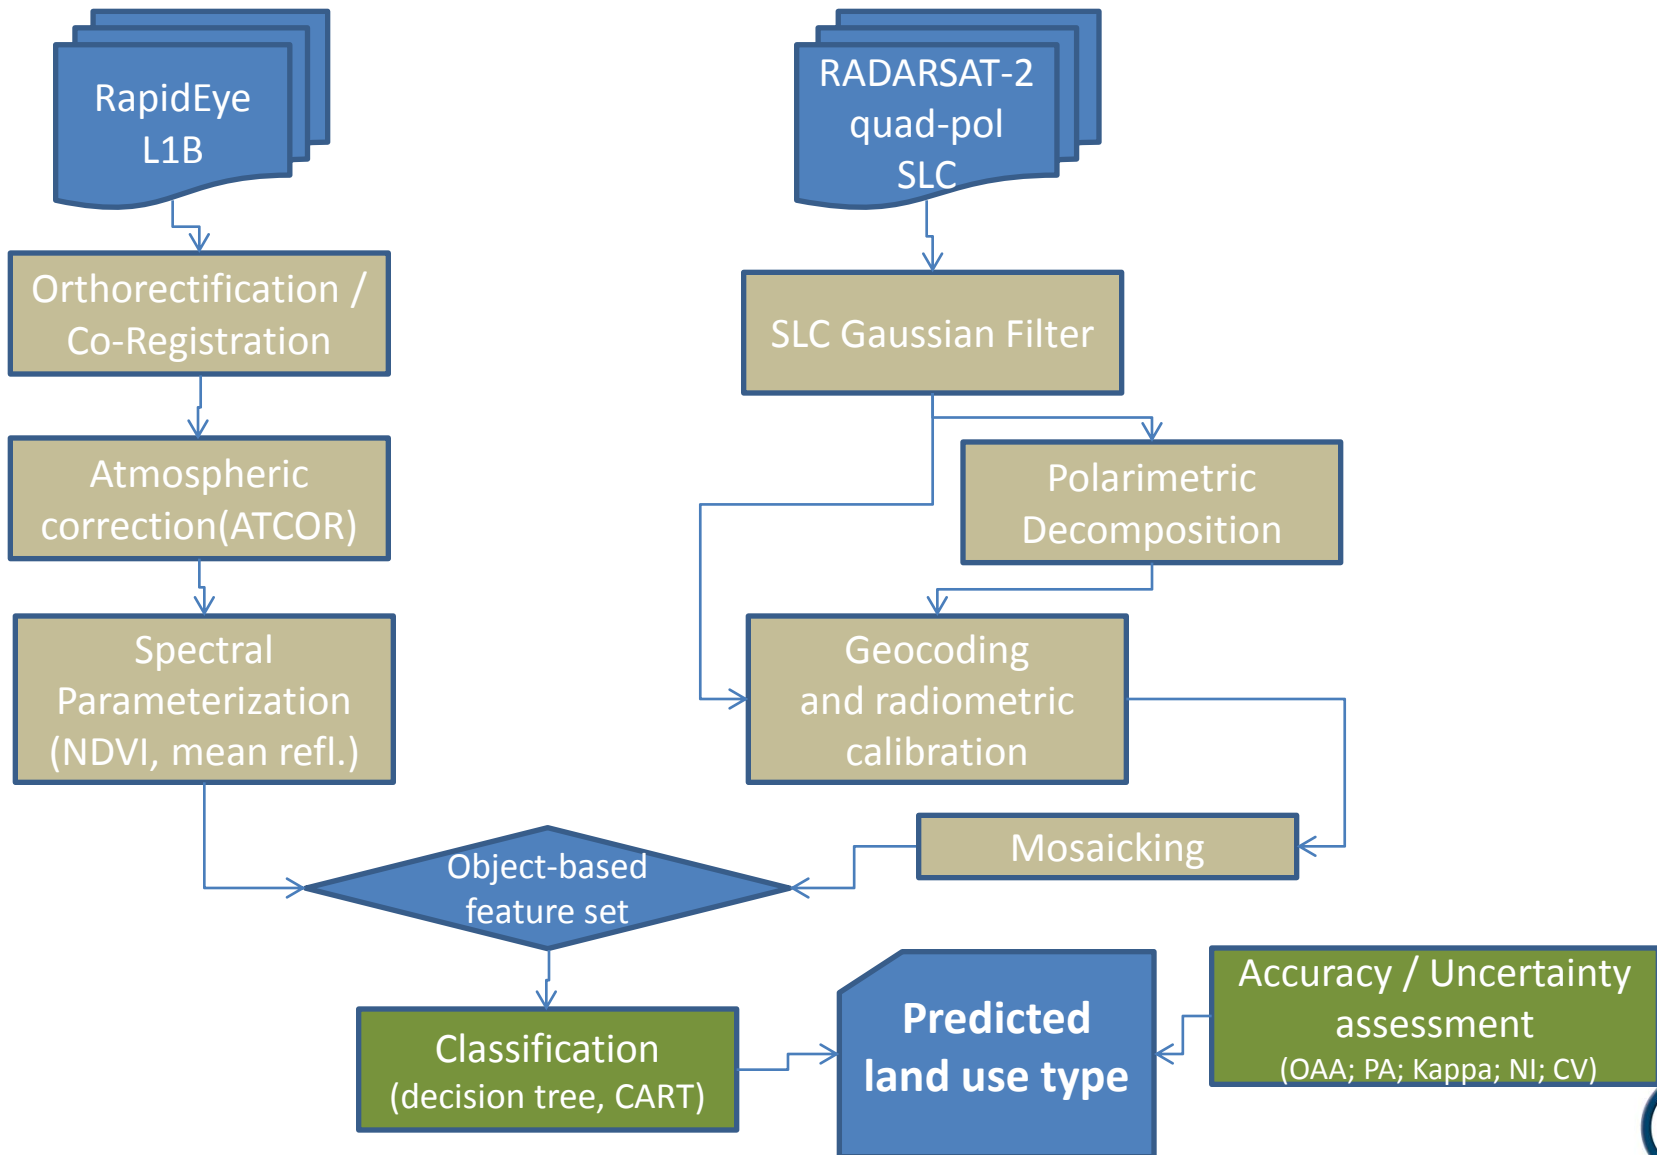 RapidEye
L1B
RADARSAT-2
quad-pol
SLC
Orthorectification /
Co-Registration
SLC Gaussian Filter
Atmospheric
correction(ATCOR)
Polarimetric
Decomposition
Spectral
Parameterization
(NDVI, mean refl.)
Geocoding
and radiometric
calibration
Mosaicking
Object-based
feature set
Classification
(decision tree, CART)
Predicted
land use type
Accuracy / Uncertainty
assessment
(OAA; PA; Kappa; NI; CV)